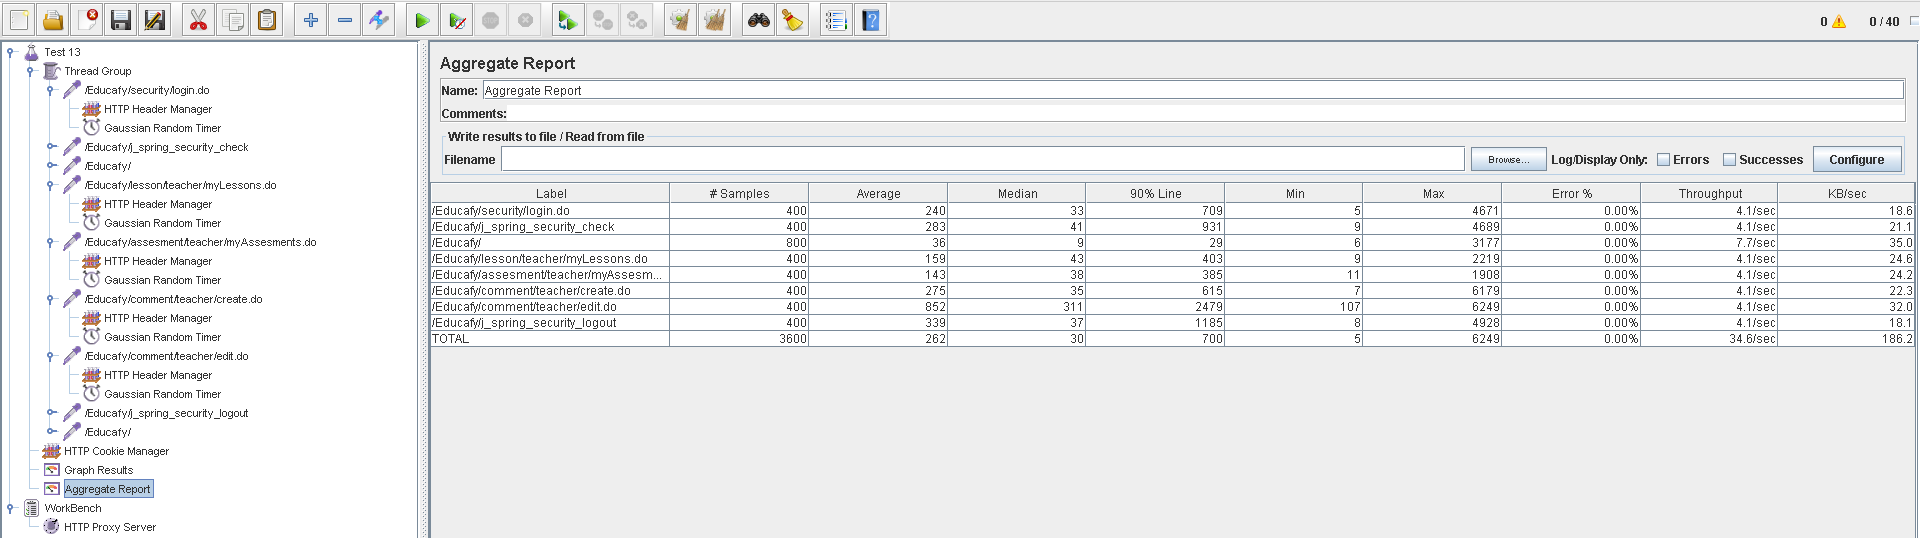 0 0 / 40
Test 13
Thread Group
/Educafy/security/login.do
HTTP Header Manager
Gaussian Random Timer
/Educafy/j_spring_security_check
/Educafy/
/Educafy/lesson/teacher/myLessons.do
HTTP Header Manager
Gaussian Random Timer
/Educafy/assesment/teacher/myAssesments.do
HTTP Header Manager
Gaussian Random Timer
/Educafy/comment/teacher/create.do
HTTP Header Manager
Gaussian Random Timer
/Educafy/comment/teacher/edit.do
HTTP Header Manager
Gaussian Random Timer
/Educafy/j_spring_security_logout
/Educafy/
HTTP Cookie Manager
Graph Results
Aggregate Report
WorkBench
HTTP Proxy Server
Aggregate Report
Name: Aggregate Report
Comments:
Write results to file / Read from file
Filename Browse... Log/Display Only: Errors Successes Configure
Label # Samples Average Median 90% Line Min Max Error % Throughput KB/sec
/Educafy/security/login.do 400 240 33 709 5 4671 0.00% 4.1/sec 18.6
/Educafy/j_spring_security_check 400 283 41 931 9 4689 0.00% 4.1/sec 21.1
/Educafy/ 800 36 9 29 6 3177 0.00% 7.7/sec 35.0
/Educafy/lesson/teacher/myLessons.do 400 159 43 403 9 2219 0.00% 4.1/sec 24.6
/Educafy/assesment/teacher/myAssesm... 400 143 38 385 11 1908 0.00% 4.1/sec 24.2
/Educafy/comment/teacher/create.do 400 275 35 615 7 6179 0.00% 4.1/sec 22.3
/Educafy/comment/teacher/edit.do 400 852 311 2479 107 6249 0.00% 4.1/sec 32.0
/Educafy/j_spring_security_logout 400 339 37 1185 8 4928 0.00% 4.1/sec 18.1
TOTAL 3600 262 30 700 5 6249 0.00% 34.6/sec 186.2